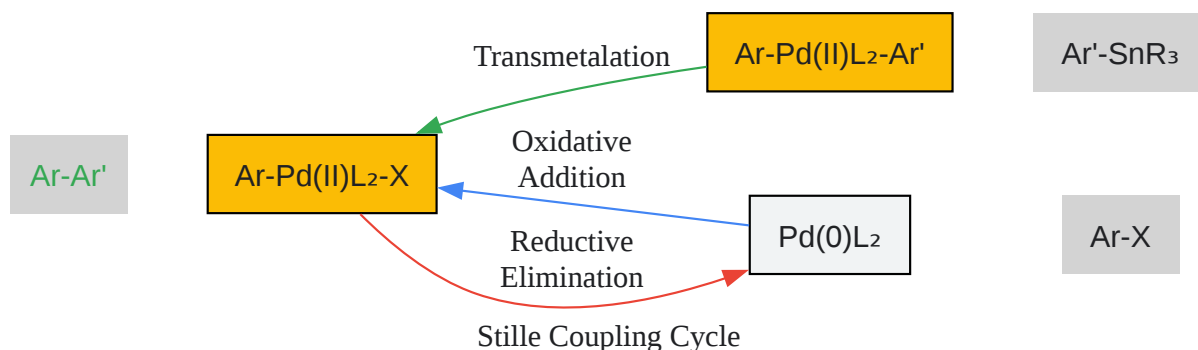 Transmetalation
Ar-Pd(II)L₂-Ar'
Ar'-SnR₃
Ar-Ar'
Ar-Pd(II)L₂-X
Oxidative
Addition
Pd(0)L₂
Ar-X
Reductive
Elimination
Stille Coupling Cycle